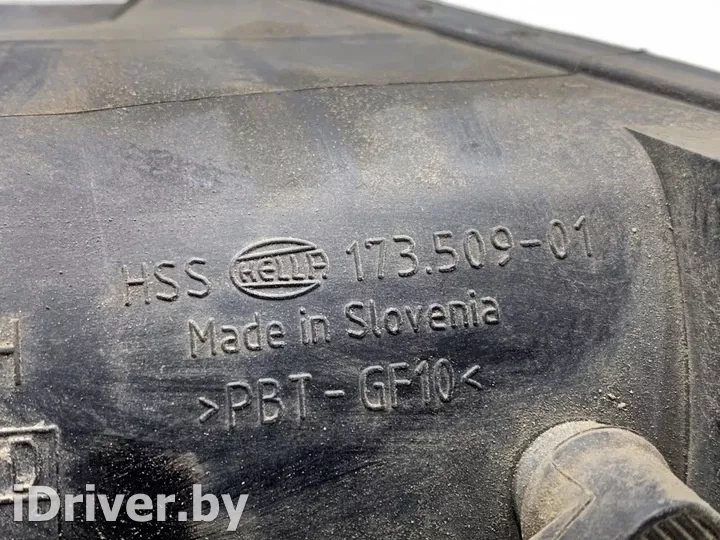 HSS HELLA 173.509-01
Made in Slovenia
>PBT-GF10<
H
D
iDriver.by